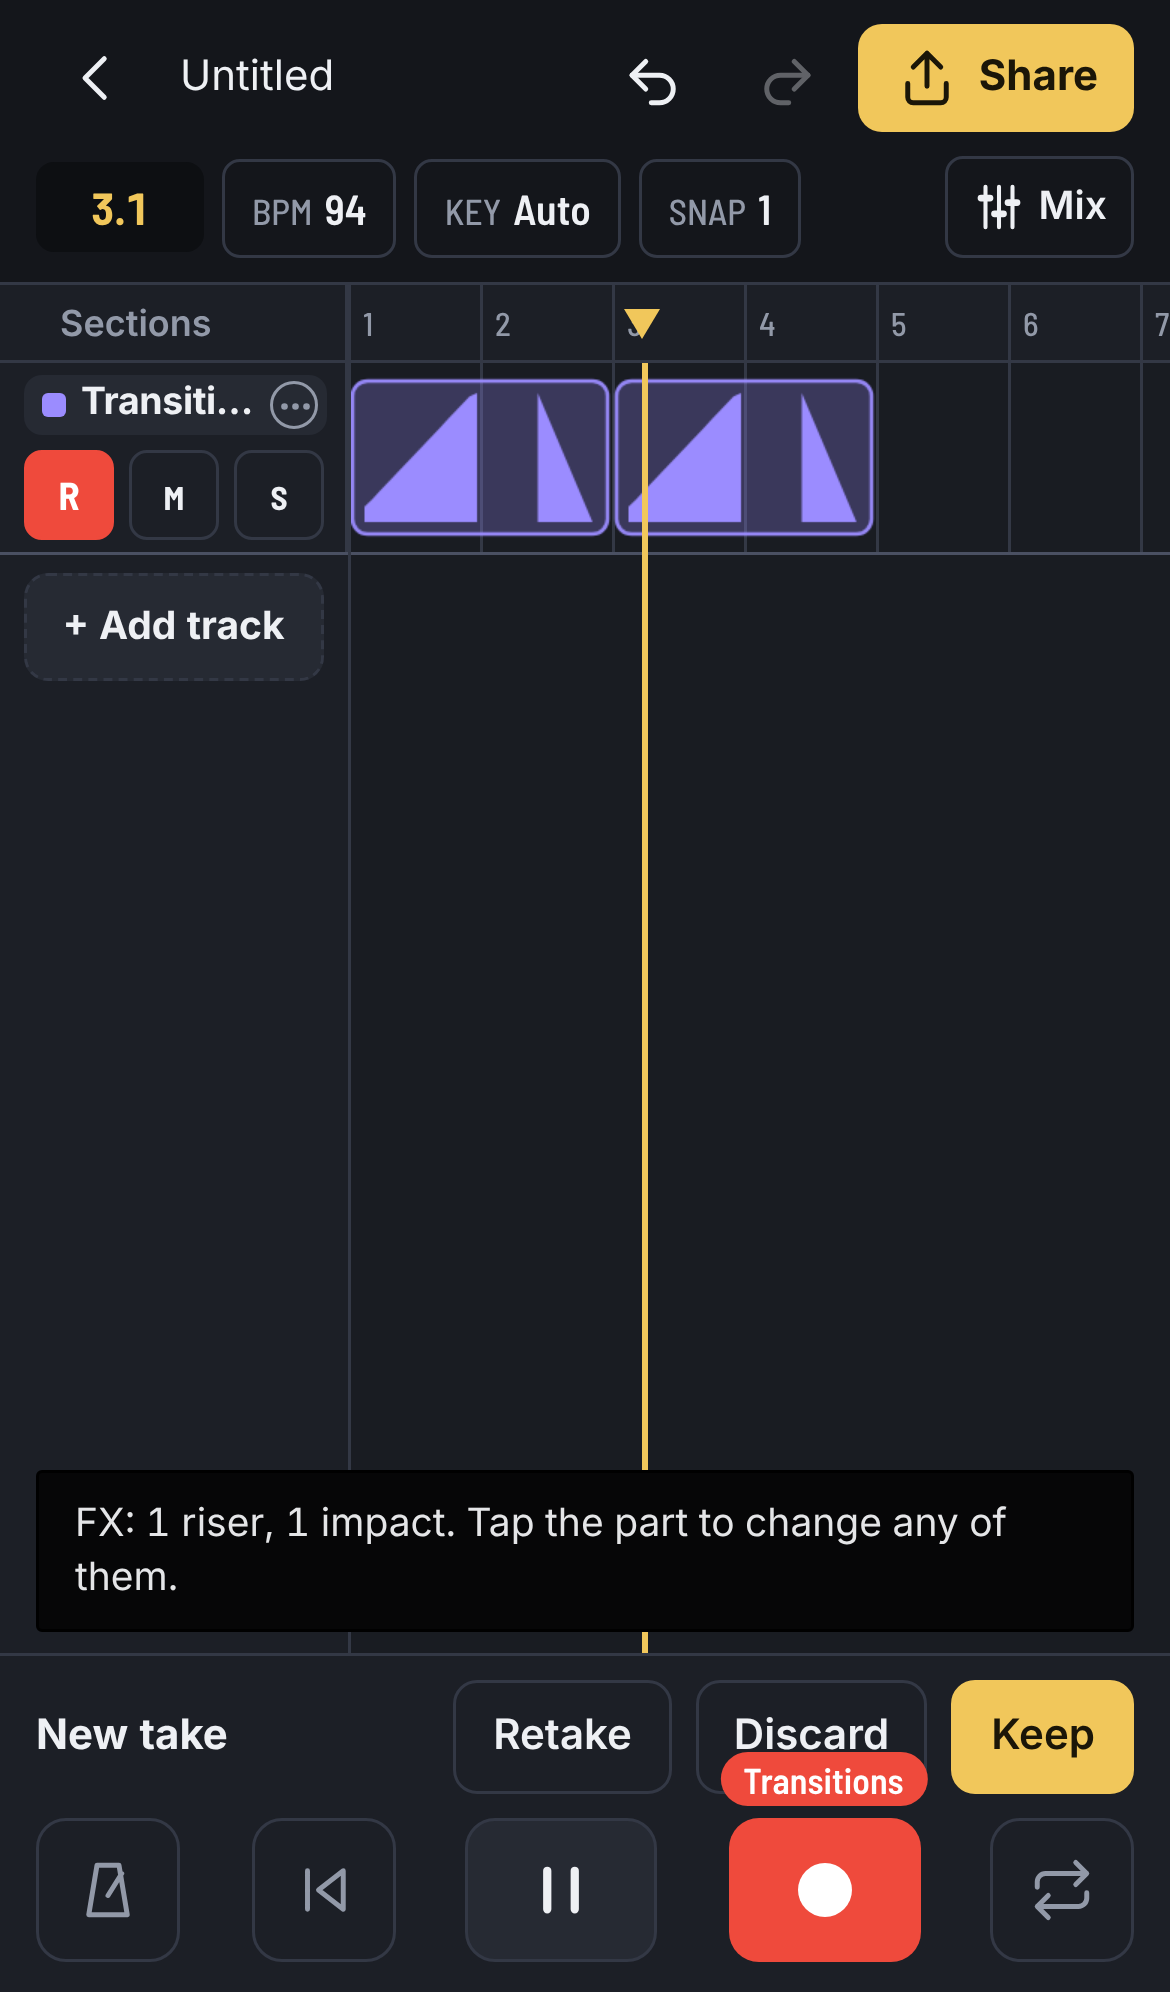 Untitled
Share
3.1
BPM 94
KEY Auto
SNAP 1
Mix
Sections
1 2 3 4 5 6 7
Transiti...
R M S
+ Add track
FX: 1 riser, 1 impact. Tap the part to change any of
them.
New take
Retake
Discard
Keep
Transitions